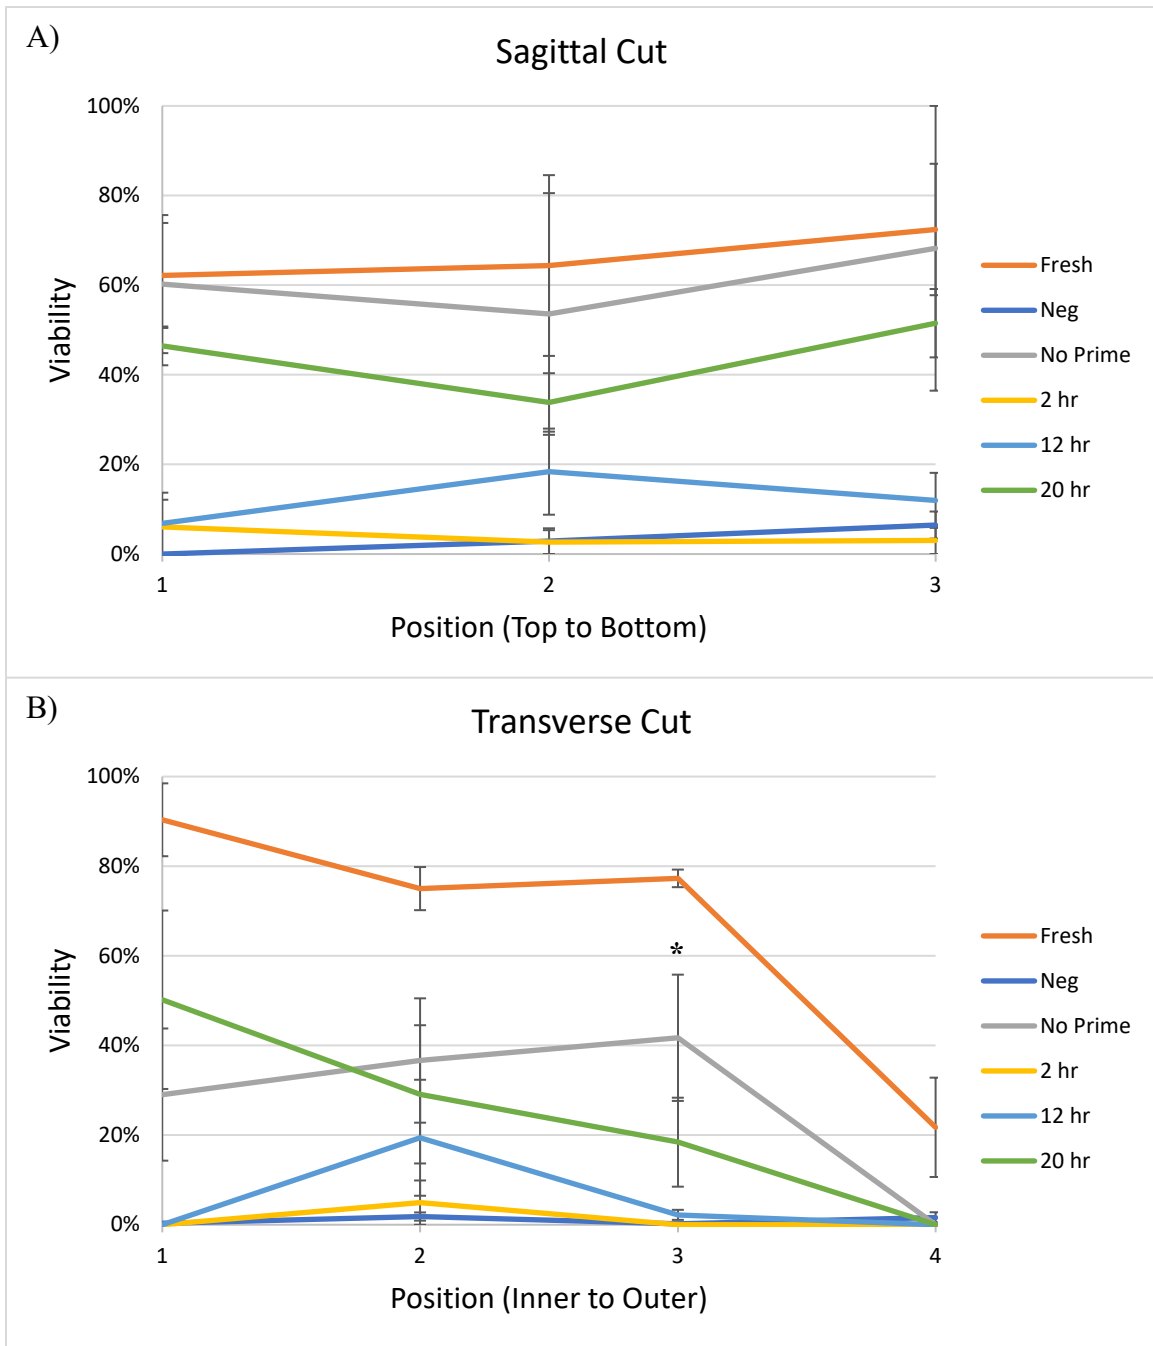 A)
Sagittal Cut
100%
80%
60%
40%
20%
0%
Viability
1 2 3
Position (Top to Bottom)
Fresh
Neg
No Prime
2 hr
12 hr
20 hr
B)
Transverse Cut
100%
80%
60%
40%
20%
0%
Viability
*
1 2 3 4
Position (Inner to Outer)
Fresh
Neg
No Prime
2 hr
12 hr
20 hr